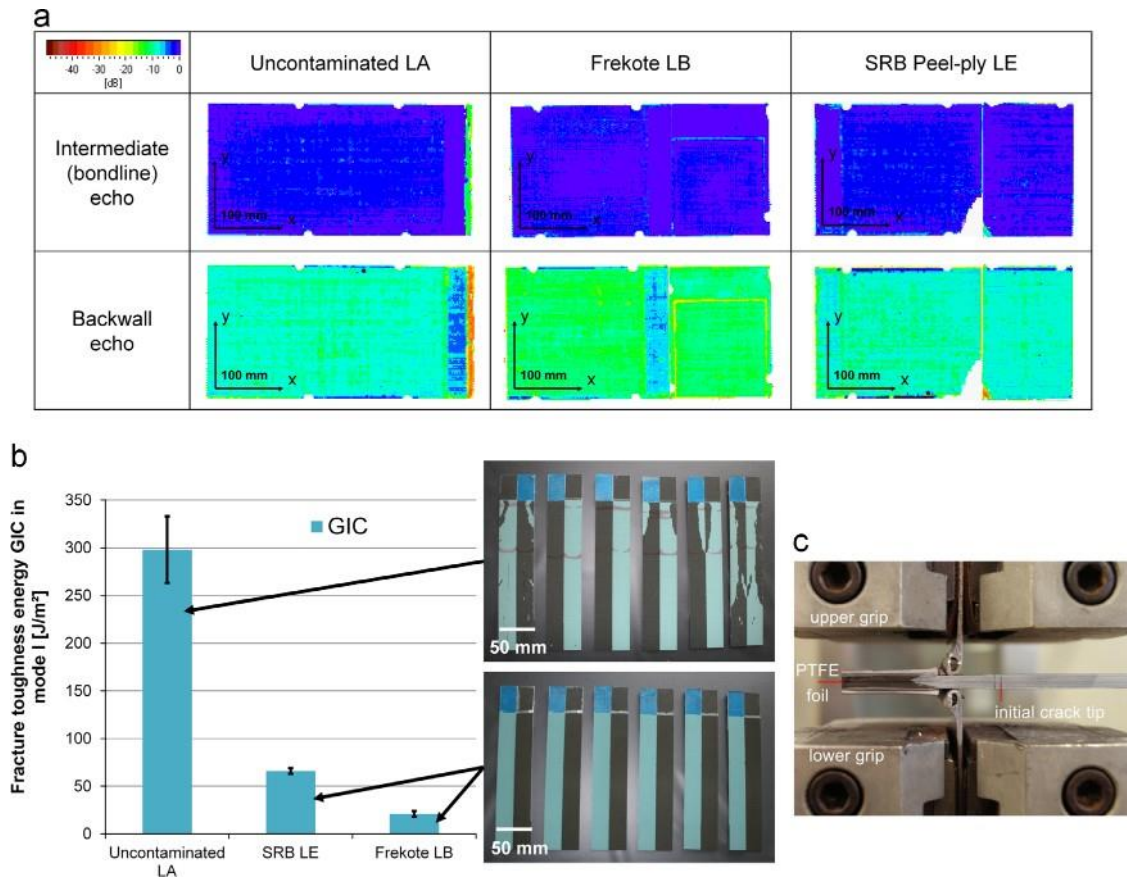 a
-40 -30 -20 -10 0
[dB]
Uncontaminated LA
Frekote LB
SRB Peel-ply LE
Intermediate
(bondline)
echo
y
100 mm
x
y
100 mm
x
y
100 mm
x
Backwall
echo
y
100 mm
x
y
100 mm
x
y
100 mm
x
b
Fracture toughness energy GIC in
mode I [J/m²]
350
300
250
200
150
100
50
0
GIC
Uncontaminated
LA
SRB LE
Frekote LB
50 mm
50 mm
c
upper grip
PTFE
foil
initial crack tip
lower grip